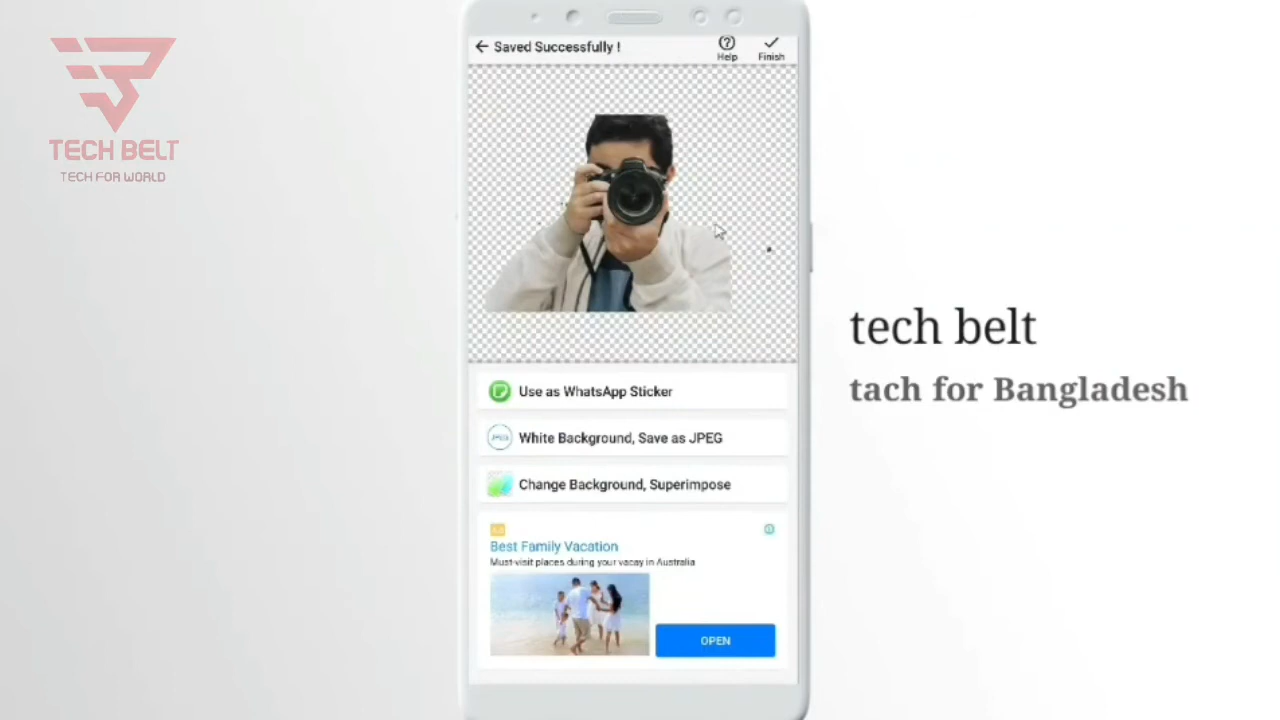 TECH BELT
TECH FOR WORLD
Saved Successfully !
Help
Finish
Use as WhatsApp Sticker
JPEG
White Background, Save as JPEG
Change Background, Superimpose
Ad
Best Family Vacation
Must-visit places during your vacay in Australia
OPEN
tech belt
tach for Bangladesh